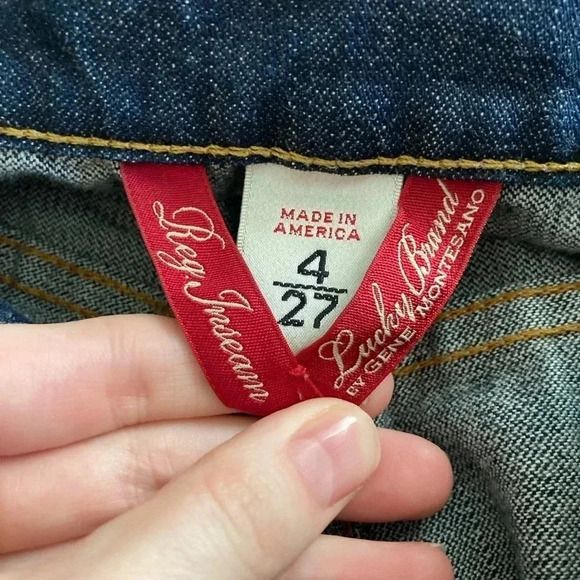 Reg Inseam
MADE IN
AMERICA
4
27
Lucky Brand
BY GENE MONTESANO